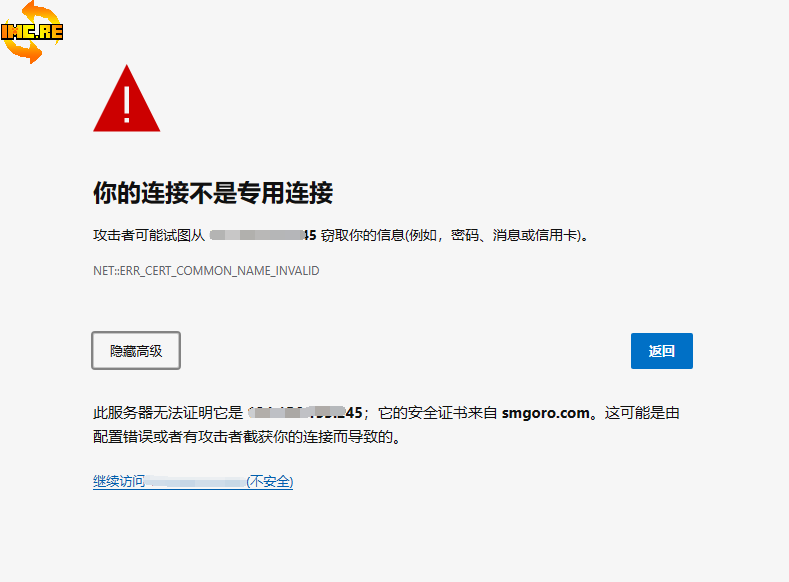 IMC.RE
你的连接不是专用连接
攻击者可能试图从 45 窃取你的信息(例如，密码、消息或信用卡)。
NET::ERR_CERT_COMMON_NAME_INVALID
隐藏高级
返回
此服务器无法证明它是 245；它的安全证书来自 smgoro.com。这可能是由
配置错误或者有攻击者截获你的连接而导致的。
继续访问 (不安全)